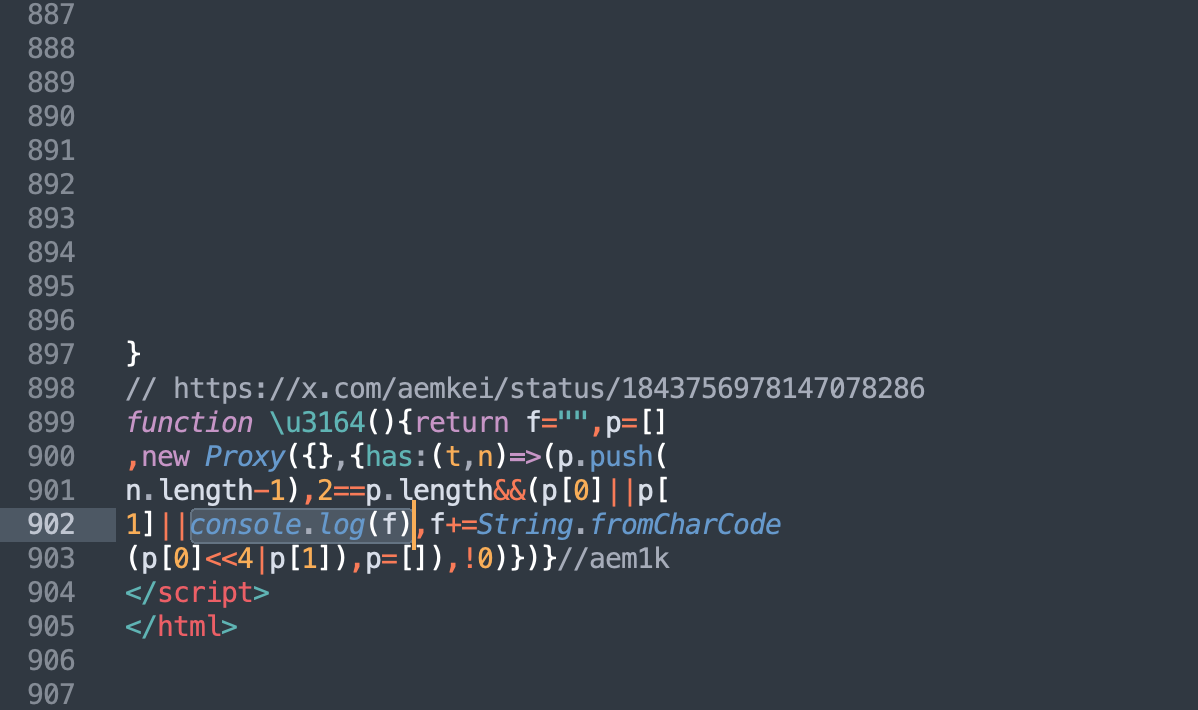 887
888
889
890
891
892
893
894
895
896
897 }
898 // https://x.com/aemkei/status/1843756978147078286
899 function \u3164(){return f="",p=[]
900 ,new Proxy({},{has:(t,n)=>(p.push(
901 n.length-1),2==p.length&&(p[0]||p[
902 1]||console.log(f),f+=String.fromCharCode
903 (p[0]<<4|p[1]),p=[]),!0)})}//aem1k
904 </script>
905 </html>
906
907